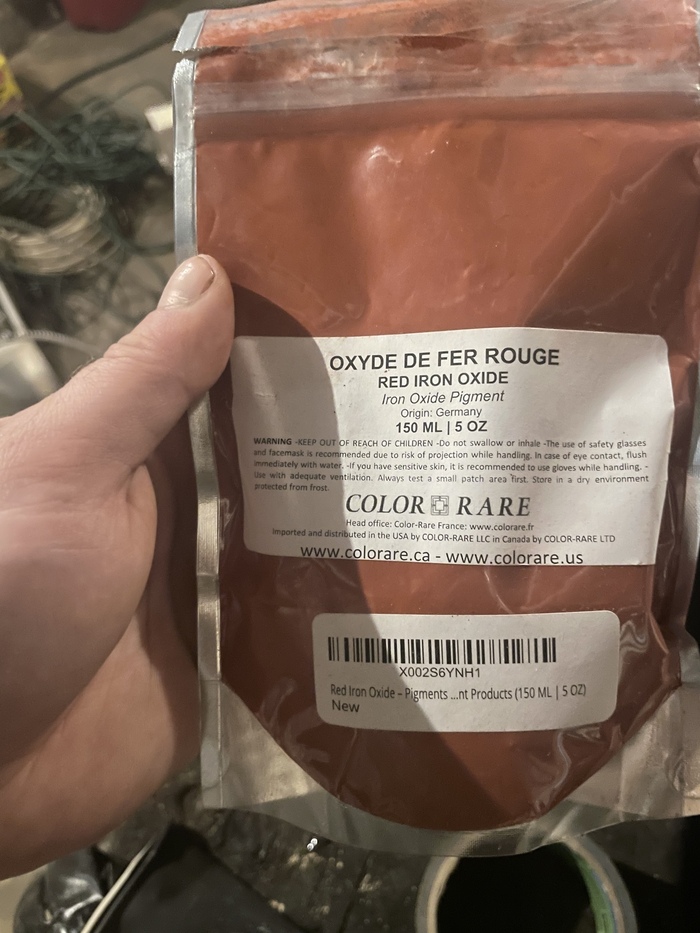 OXYDE DE FER ROUGE
RED IRON OXIDE
Iron Oxide Pigment
Origin: Germany
150 ML | 5 OZ
WARNING -KEEP OUT OF REACH OF CHILDREN -Do not swallow or inhale -The use of safety glasses
and facemask is recommended due to risk of projection while handling. In case of eye contact, flush
immediately with water. -If you have sensitive skin, it is recommended to use gloves while handling. -
Use with adequate ventilation. Always test a small patch area first. Store in a dry environment
protected from frost.
COLOR RARE
Head office: Color-Rare France: www.colorare.fr
Imported and distributed in the USA by COLOR-RARE LLC in Canada by COLOR-RARE LTD
www.colorare.ca - www.colorare.us
X002S6YNH1
Red Iron Oxide - Pigments ...nt Products (150 ML | 5 OZ)
New